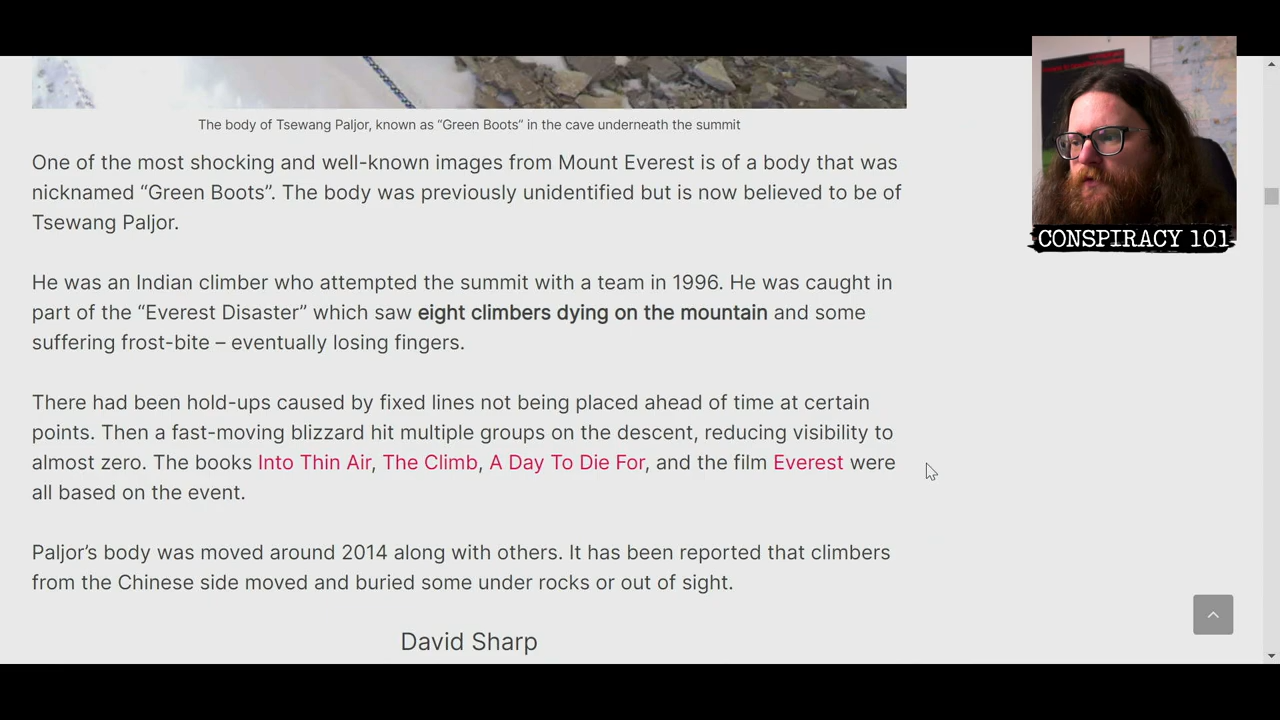 CONSPIRACY 101
The body of Tsewang Paljor, known as “Green Boots” in the cave underneath the summit
One of the most shocking and well-known images from Mount Everest is of a body that was
nicknamed “Green Boots”. The body was previously unidentified but is now believed to be of
Tsewang Paljor.
He was an Indian climber who attempted the summit with a team in 1996. He was caught in
part of the “Everest Disaster” which saw eight climbers dying on the mountain and some
suffering frost-bite – eventually losing fingers.
There had been hold-ups caused by fixed lines not being placed ahead of time at certain
points. Then a fast-moving blizzard hit multiple groups on the descent, reducing visibility to
almost zero. The books Into Thin Air, The Climb, A Day To Die For, and the film Everest were
all based on the event.
Paljor’s body was moved around 2014 along with others. It has been reported that climbers
from the Chinese side moved and buried some under rocks or out of sight.
David Sharp